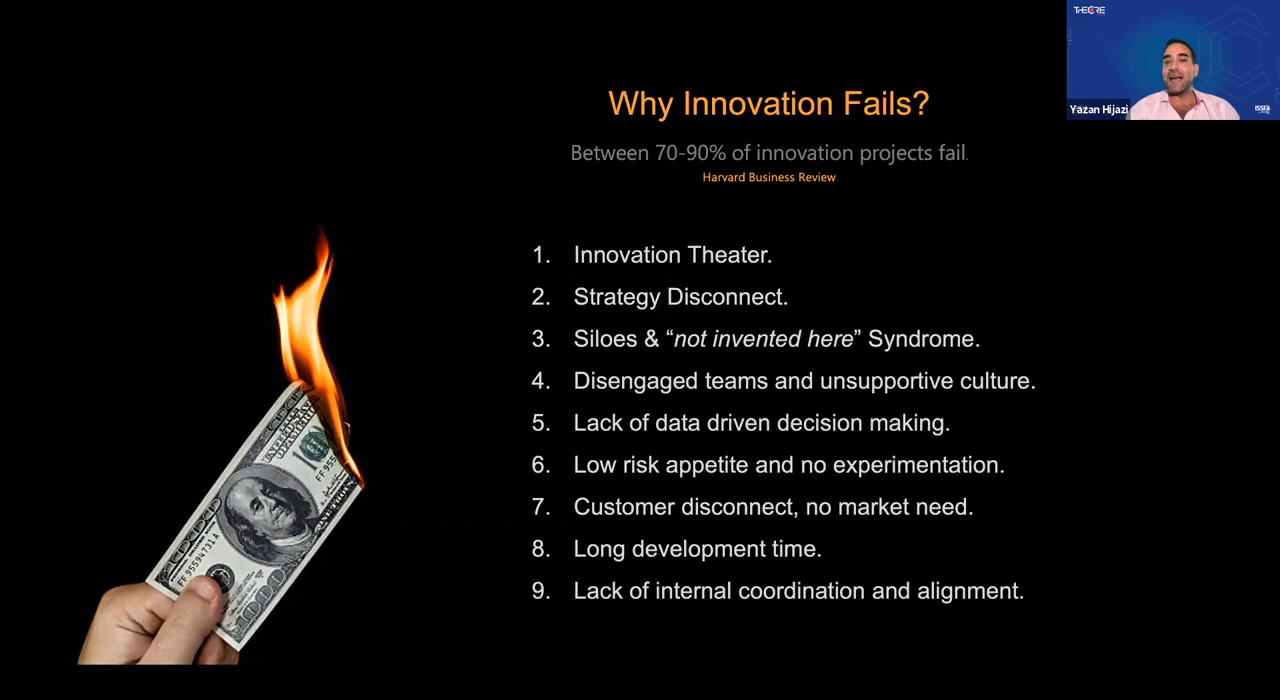 THECORE
Yazan Hijazi
Why Innovation Fails?
Between 70-90% of innovation projects fail.
Harvard Business Review
1. Innovation Theater.
2. Strategy Disconnect.
3. Siloes & “not invented here” Syndrome.
4. Disengaged teams and unsupportive culture.
5. Lack of data driven decision making.
6. Low risk appetite and no experimentation.
7. Customer disconnect, no market need.
8. Long development time.
9. Lack of internal coordination and alignment.
FF 95594731 A
100